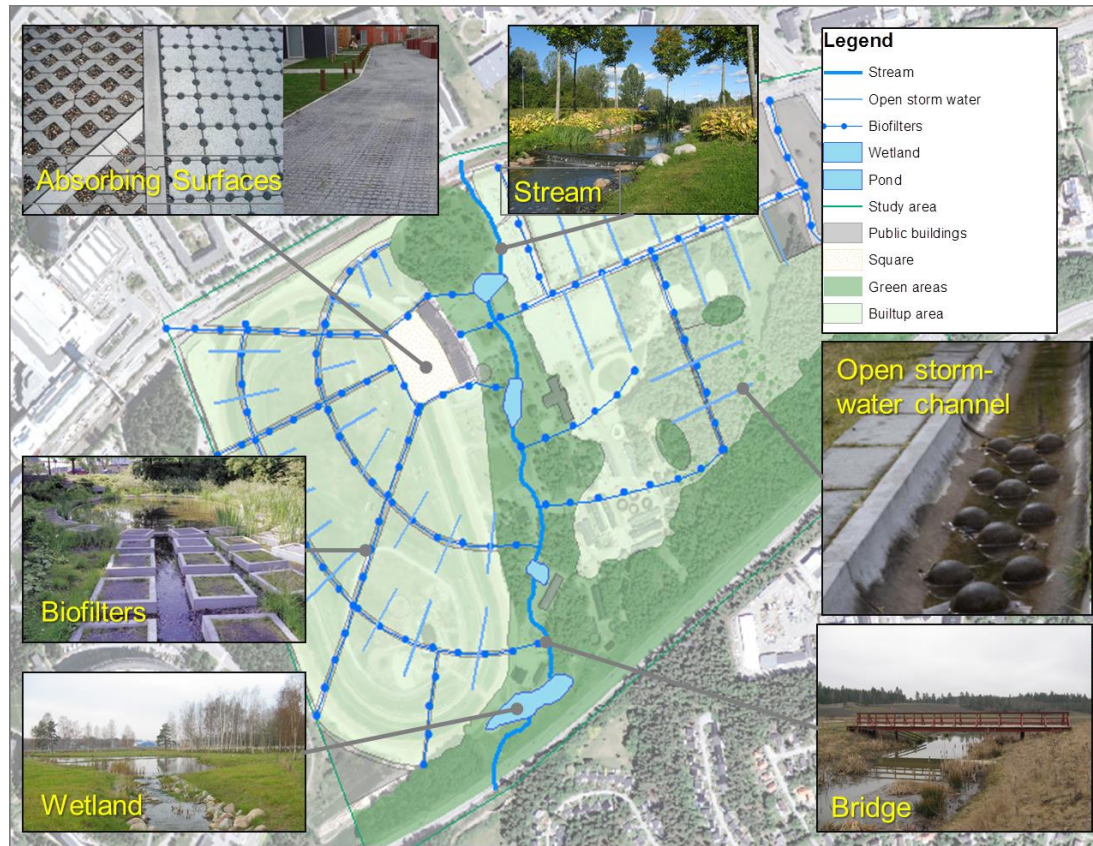 Absorbing Surfaces
Stream
Legend
Stream
Open storm water
Biofilters
Wetland
Pond
Study area
Public buildings
Square
Green areas
Builtup area
Open storm-
water channel
Biofilters
Wetland
Bridge